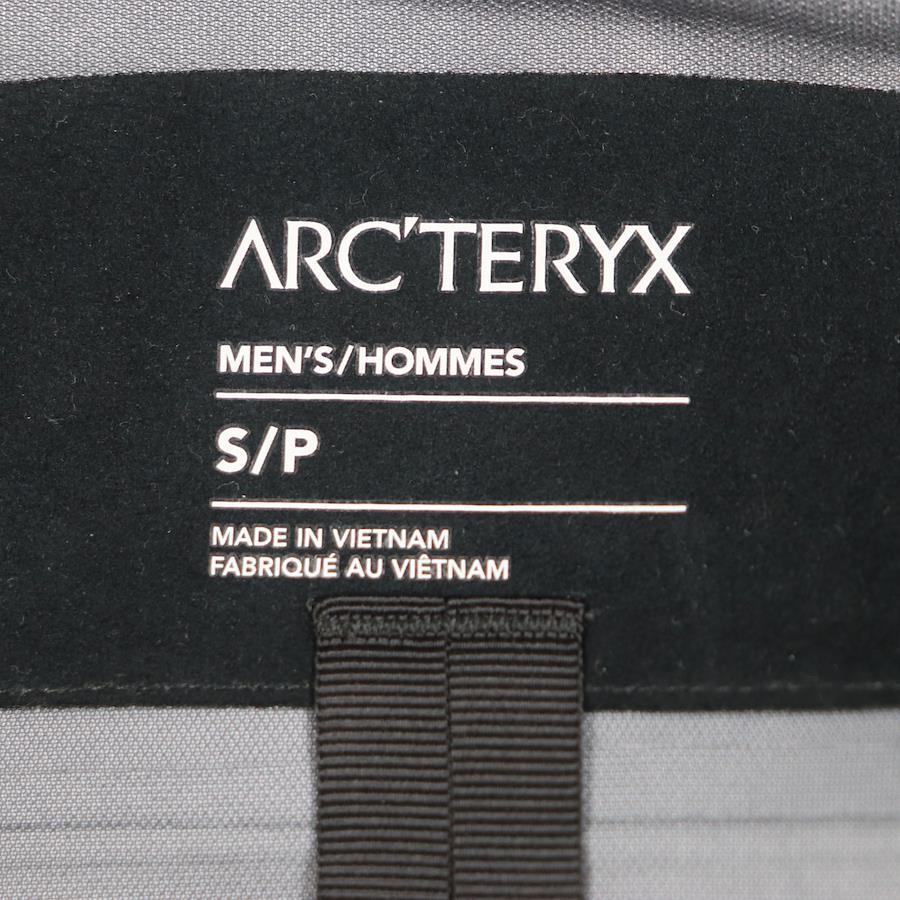 ARC'TERYX
MEN'S/HOMMES
S/P
MADE IN VIETNAM
FABRIQUÉ AU VIÊTNAM